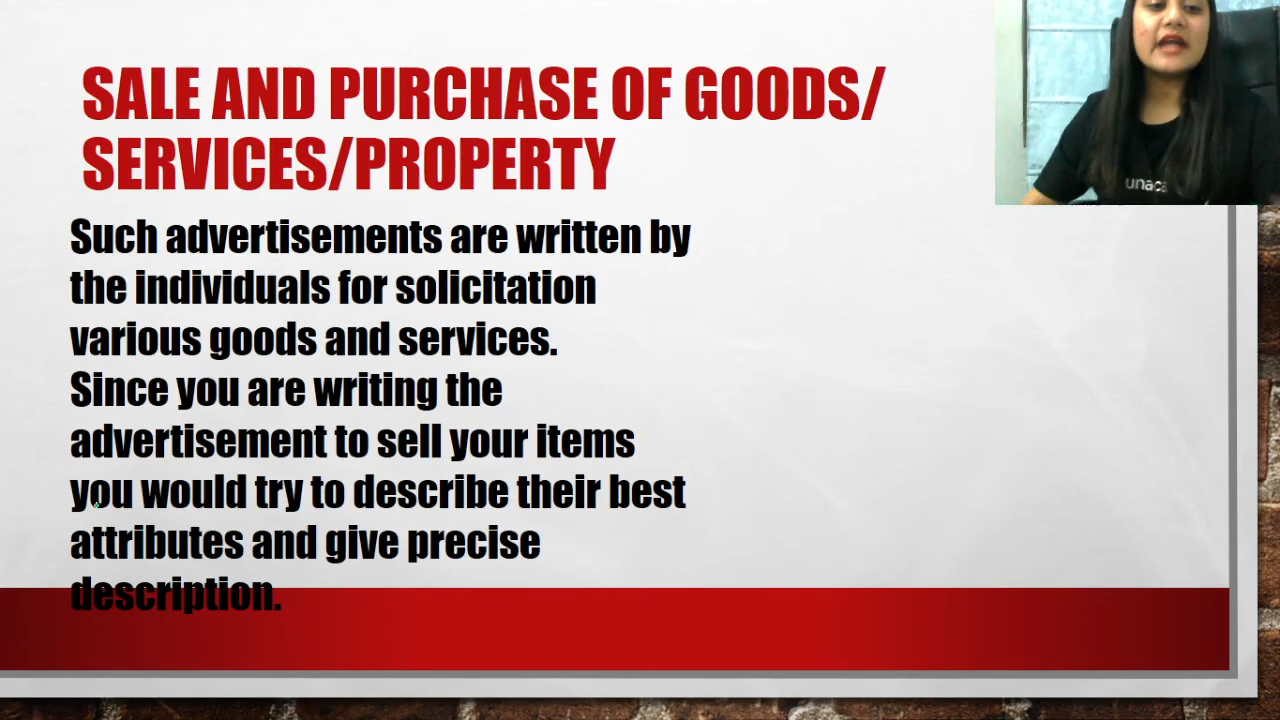 SALE AND PURCHASE OF GOODS/
SERVICES/PROPERTY
Such advertisements are written by
the individuals for solicitation
various goods and services.
Since you are writing the
advertisement to sell your items
you would try to describe their best
attributes and give precise
description.